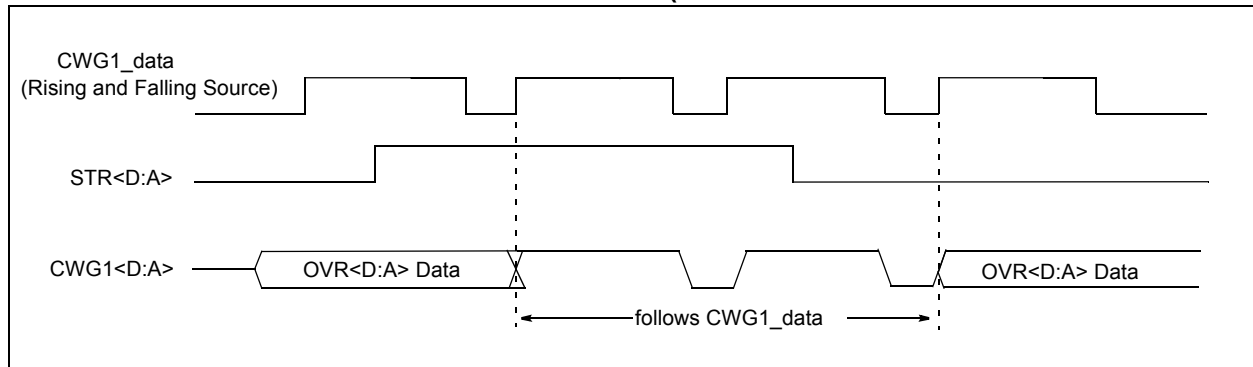 CWG1_data
(Rising and Falling Source)
STR<D:A>
CWG1<D:A>
OVR<D:A> Data
OVR<D:A> Data
follows CWG1_data